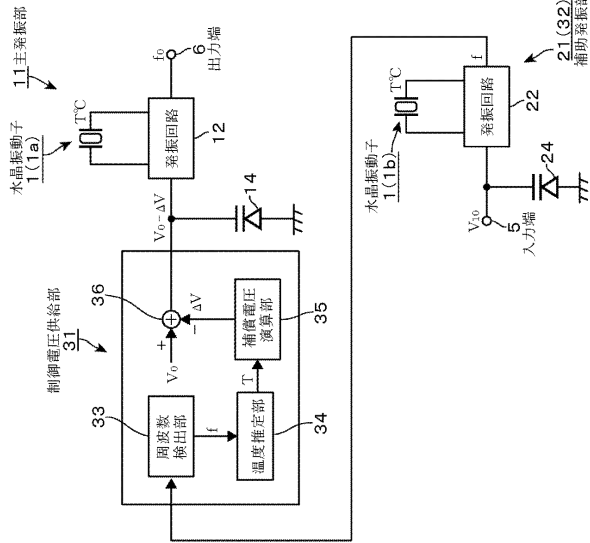 11 主発振部
水晶振動子
1(1a)
T℃
発振回路
12
f₀
6
出力端
V₀−ΔV
14
制御電圧供給部
31
36
+
−
V₀
ΔV
補償電圧
演算部
35
T
33
周波数
検出部
f
温度推定部
34
21(32)
補助発振部
水晶振動子
1(1b)
T℃
発振回路
22
f
24
V₁₀
5
入力端